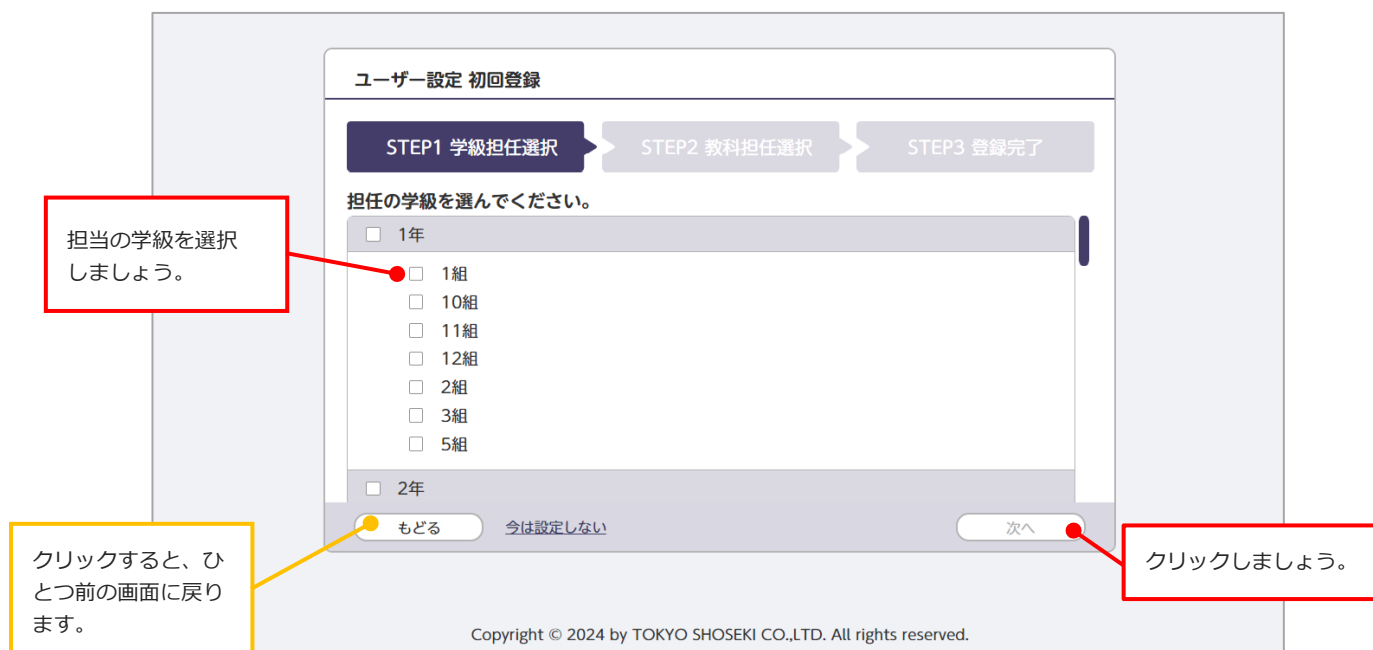 ユーザー設定 初回登録
STEP1 学級担任選択
STEP2 教科担任選択
STEP3 登録完了
担任の学級を選んでください。
担当の学級を選択
しましょう。
1年
1組
10組
11組
12組
2組
3組
5組
2年
もどる
今は設定しない
次へ
クリックすると、ひ
とつ前の画面に戻り
ます。
クリックしましょう。
Copyright © 2024 by TOKYO SHOSEKI CO.,LTD. All rights reserved.